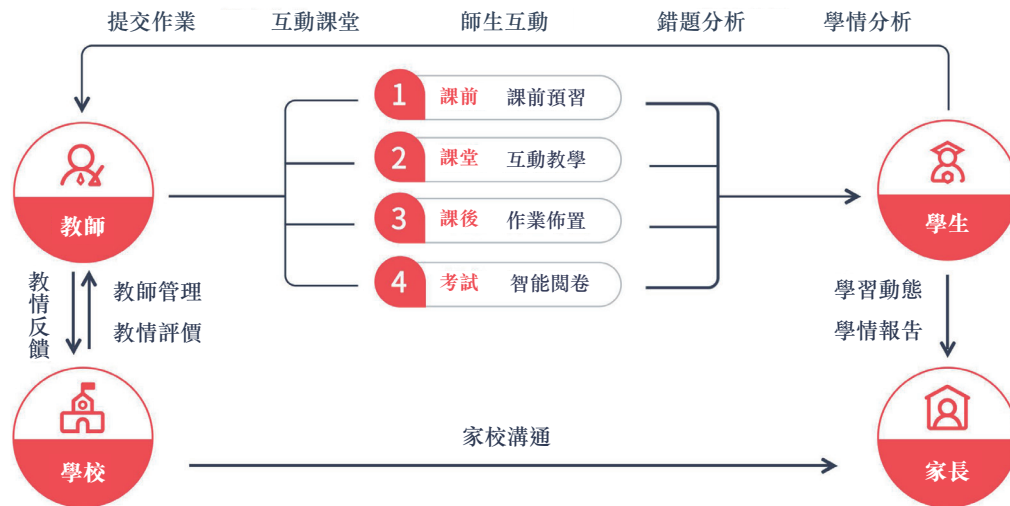 提交作業 互動課堂 師生互動 錯題分析 學情分析
1 課前 課前預習
2 課堂 互動教學
3 課後 作業佈置
4 考試 智能閱卷
教師
學生
教情反饋
教師管理
教情評價
學習動態
學情報告
學校
家校溝通
家長